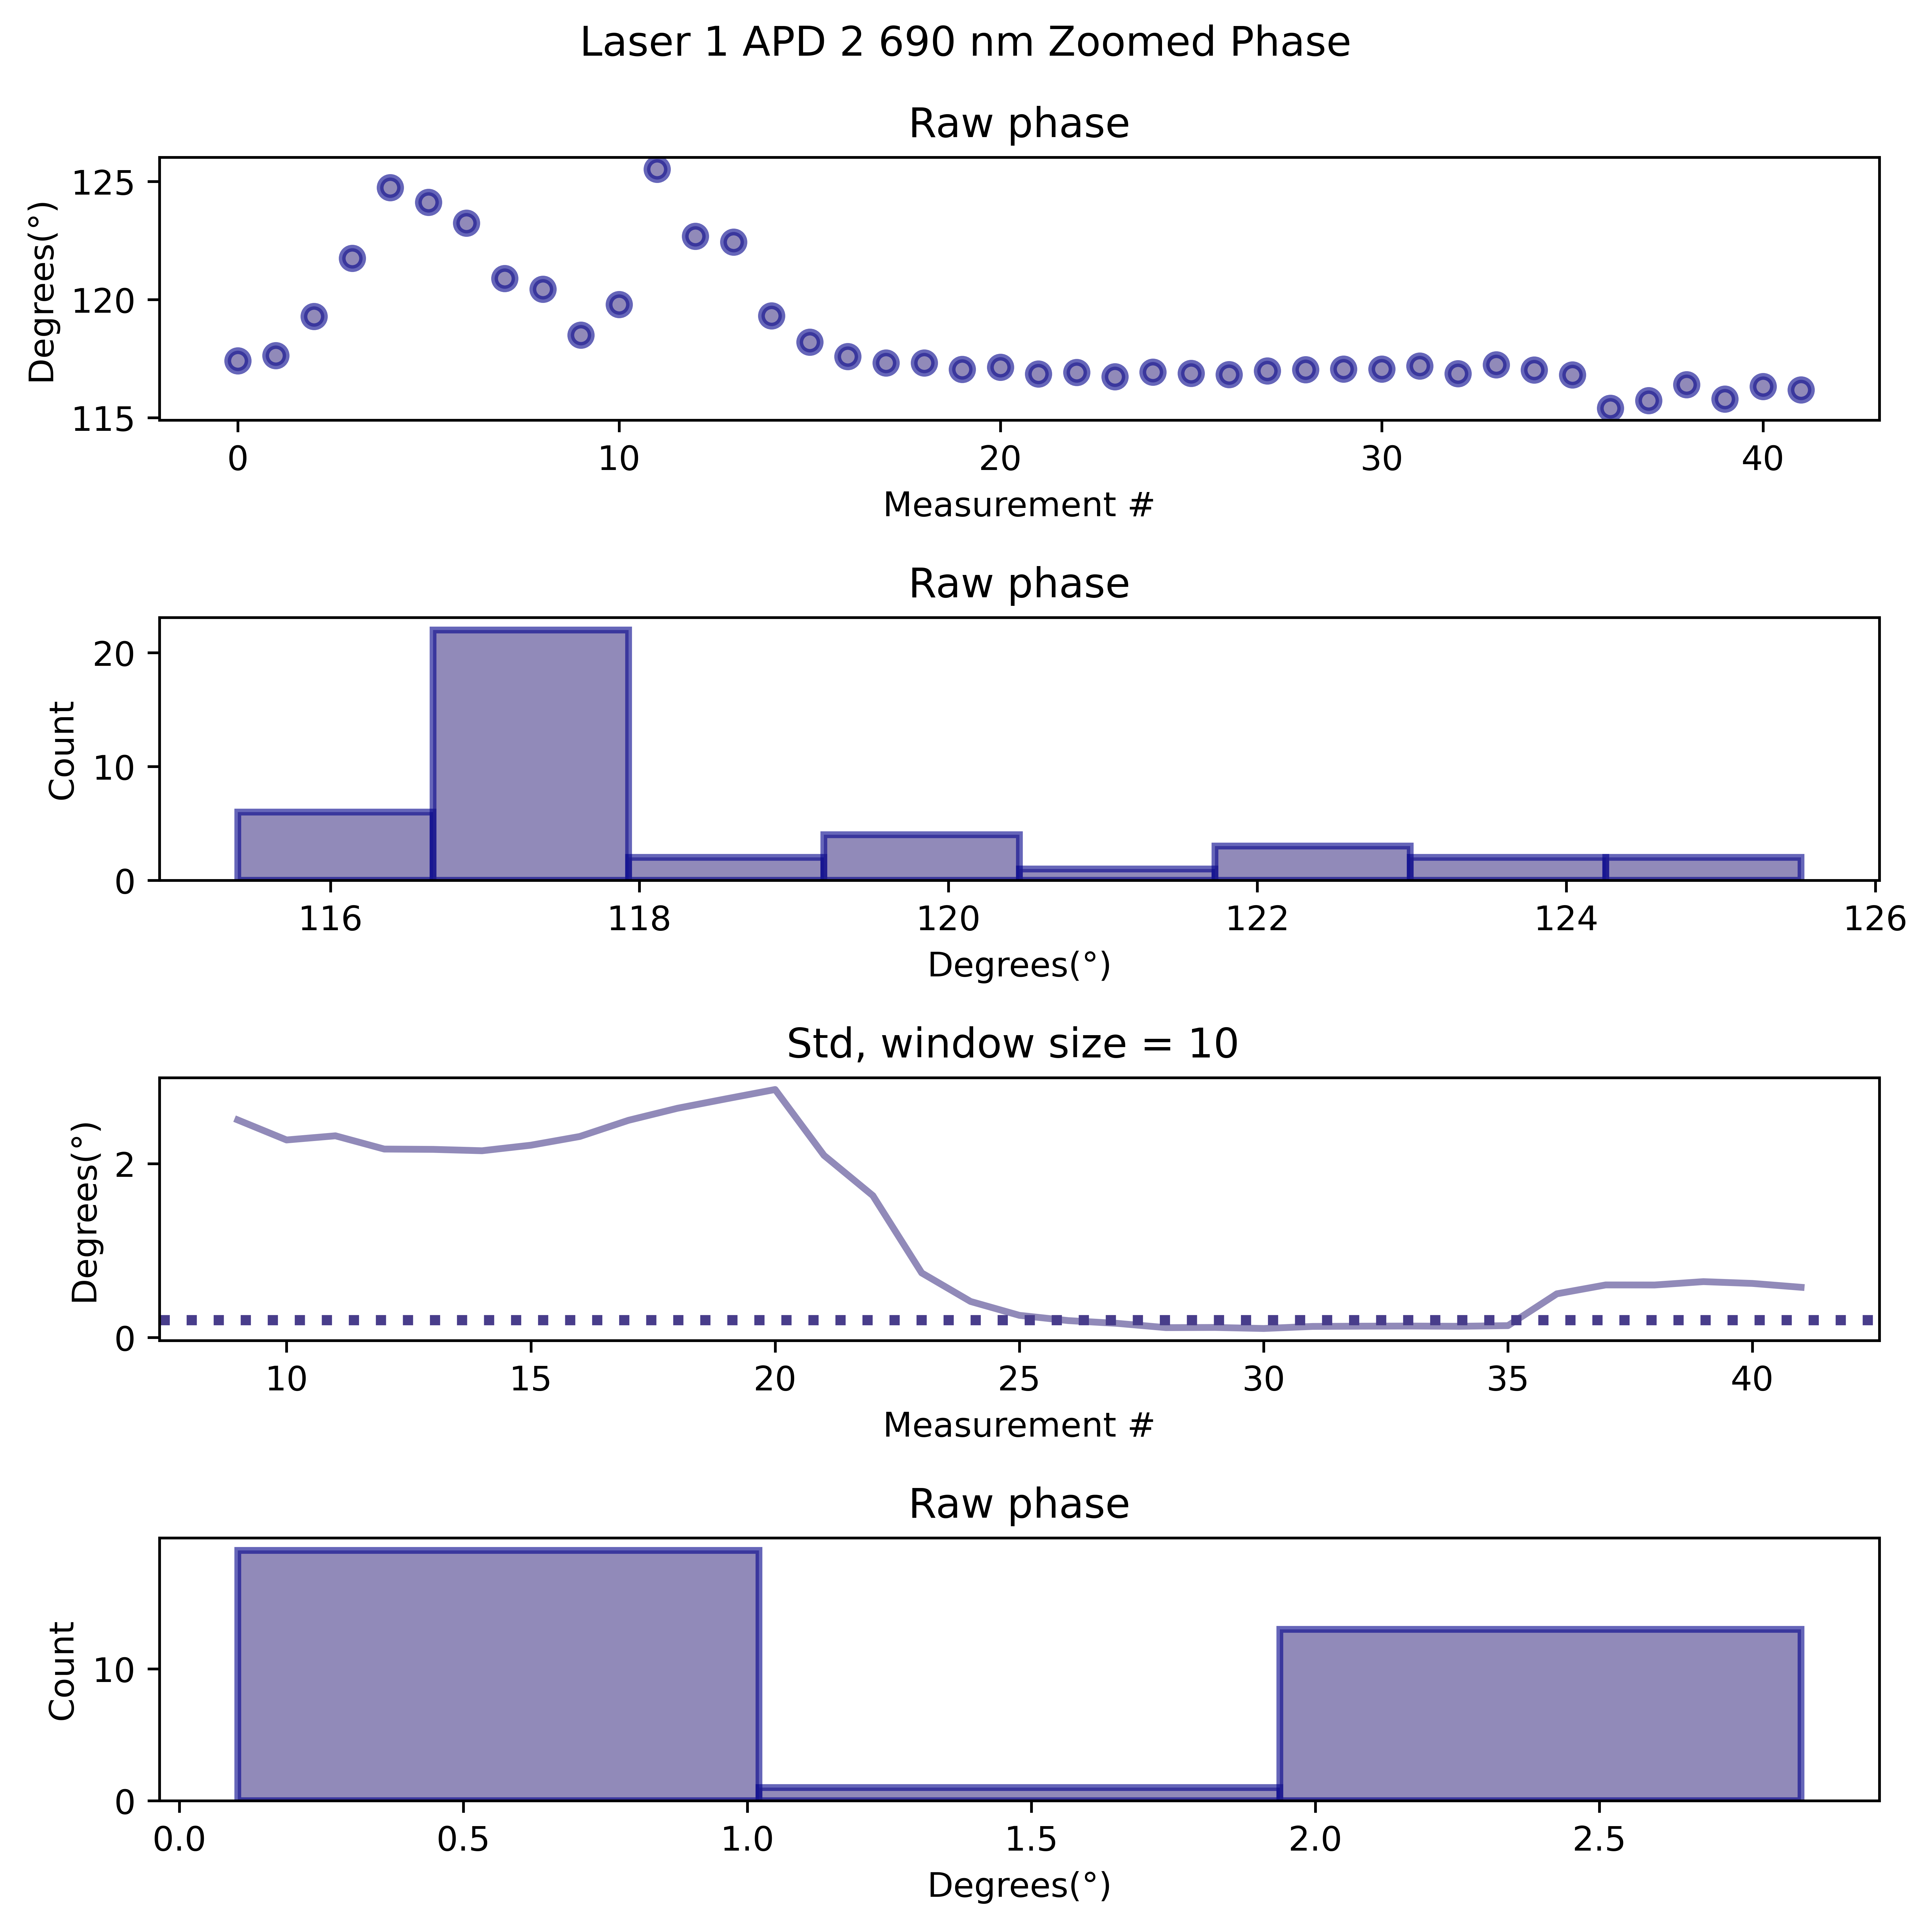 Laser 1 APD 2 690 nm Zoomed Phase
Raw phase
Degrees(°)
125
120
115
0 10 20 30 40
Measurement #
Raw phase
Count
20
10
0
116 118 120 122 124 126
Degrees(°)
Std, window size = 10
Degrees(°)
2
0
10 15 20 25 30 35 40
Measurement #
Raw phase
Count
10
0
0.0 0.5 1.0 1.5 2.0 2.5
Degrees(°)